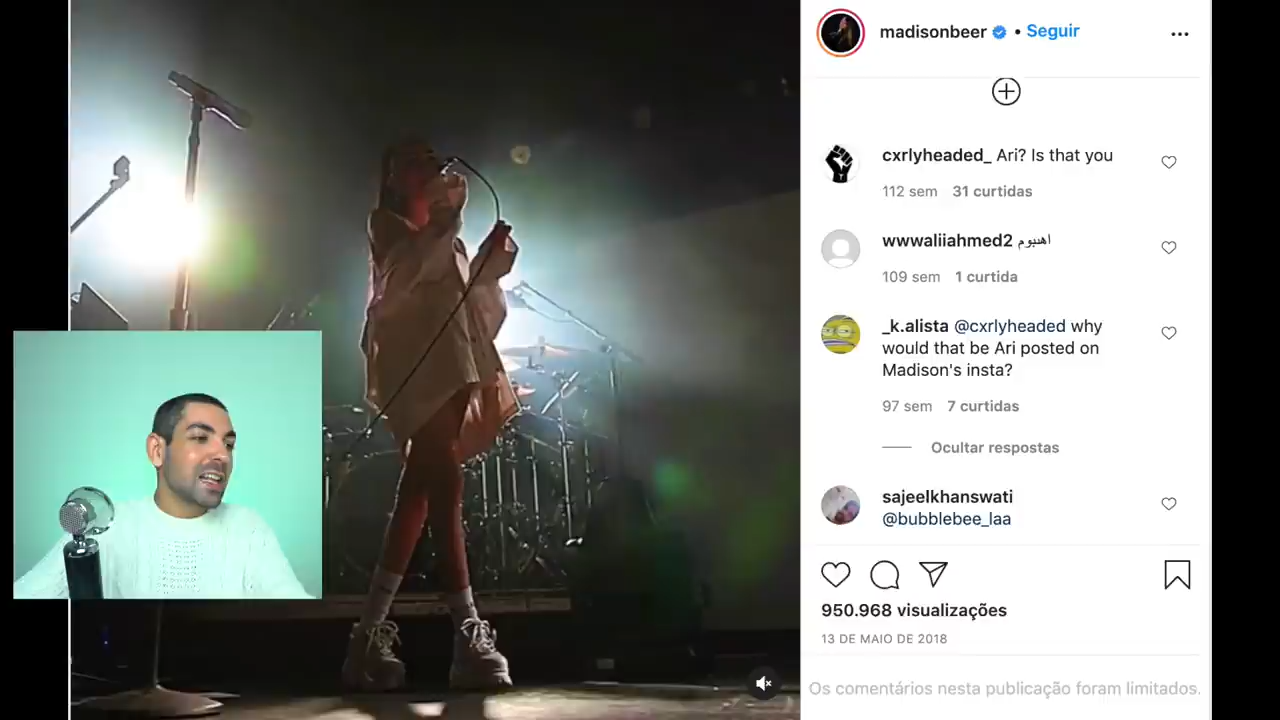 madisonbeer • Seguir
cxrlyheaded_ Ari? Is that you
112 sem 31 curtidas
wwwaliiahmed2 اهىبوم
109 sem 1 curtida
_k.alista @cxrlyheaded why
would that be Ari posted on
Madison's insta?
97 sem 7 curtidas
Ocultar respostas
sajeelkhanswati
@bubblebee_laa
950.968 visualizações
13 DE MAIO DE 2018
Os comentários nesta publicação foram limitados.